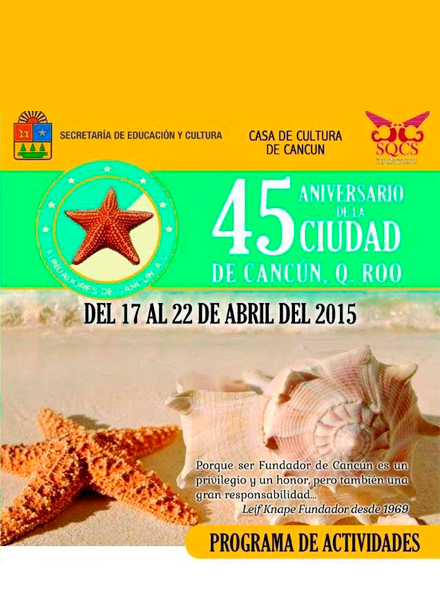 SECRETARÍA DE EDUCACIÓN Y CULTURA
CASA DE CULTURA
DE CANCUN
SQCS
45 ANIVERSARIO
DE LA
CIUDAD
DE CANCÚN, Q. ROO
FUNDADORES DE CANCUN A.C.
DEL 17 AL 22 DE ABRIL DEL 2015
Porque ser Fundador de Cancún es un
privilegio y un honor, pero también una
gran responsabilidad...
Leif Knape Fundador desde 1969
PROGRAMA DE ACTIVIDADES